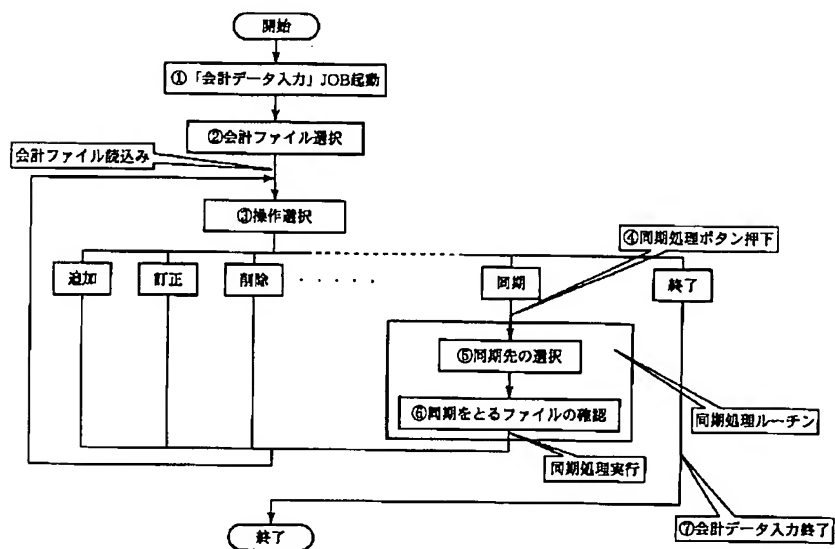 開始
①「会計データ入力」JOB起動
②会計ファイル選択
会計ファイル読込み
③操作選択
④同期処理ボタン押下
追加
訂正
削除
・・・・・
同期
終了
⑤同期先の選択
⑥同期をとるファイルの確認
同期処理ルーチン
同期処理実行
⑦会計データ入力終了
終了